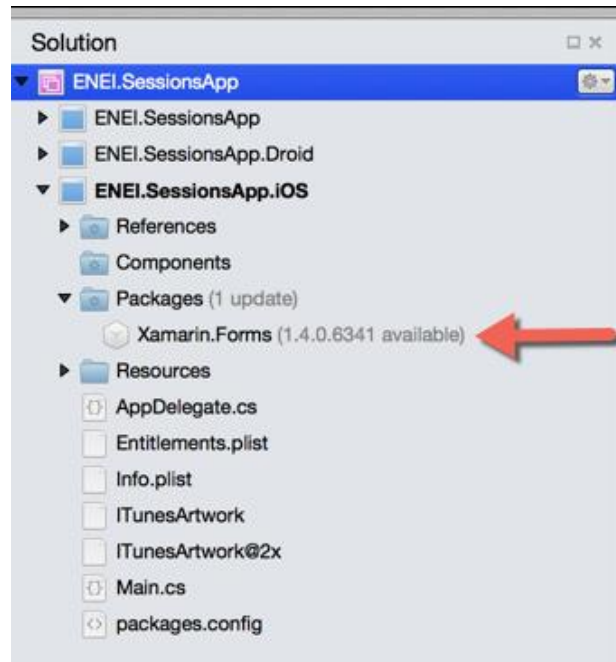 Solution
ENEI.SessionsApp
ENEI.SessionsApp
ENEI.SessionsApp.Droid
ENEI.SessionsApp.iOS
References
Components
Packages (1 update)
Xamarin.Forms (1.4.0.6341 available)
Resources
AppDelegate.cs
Entitlements.plist
Info.plist
ITunesArtwork
ITunesArtwork@2x
Main.cs
packages.config